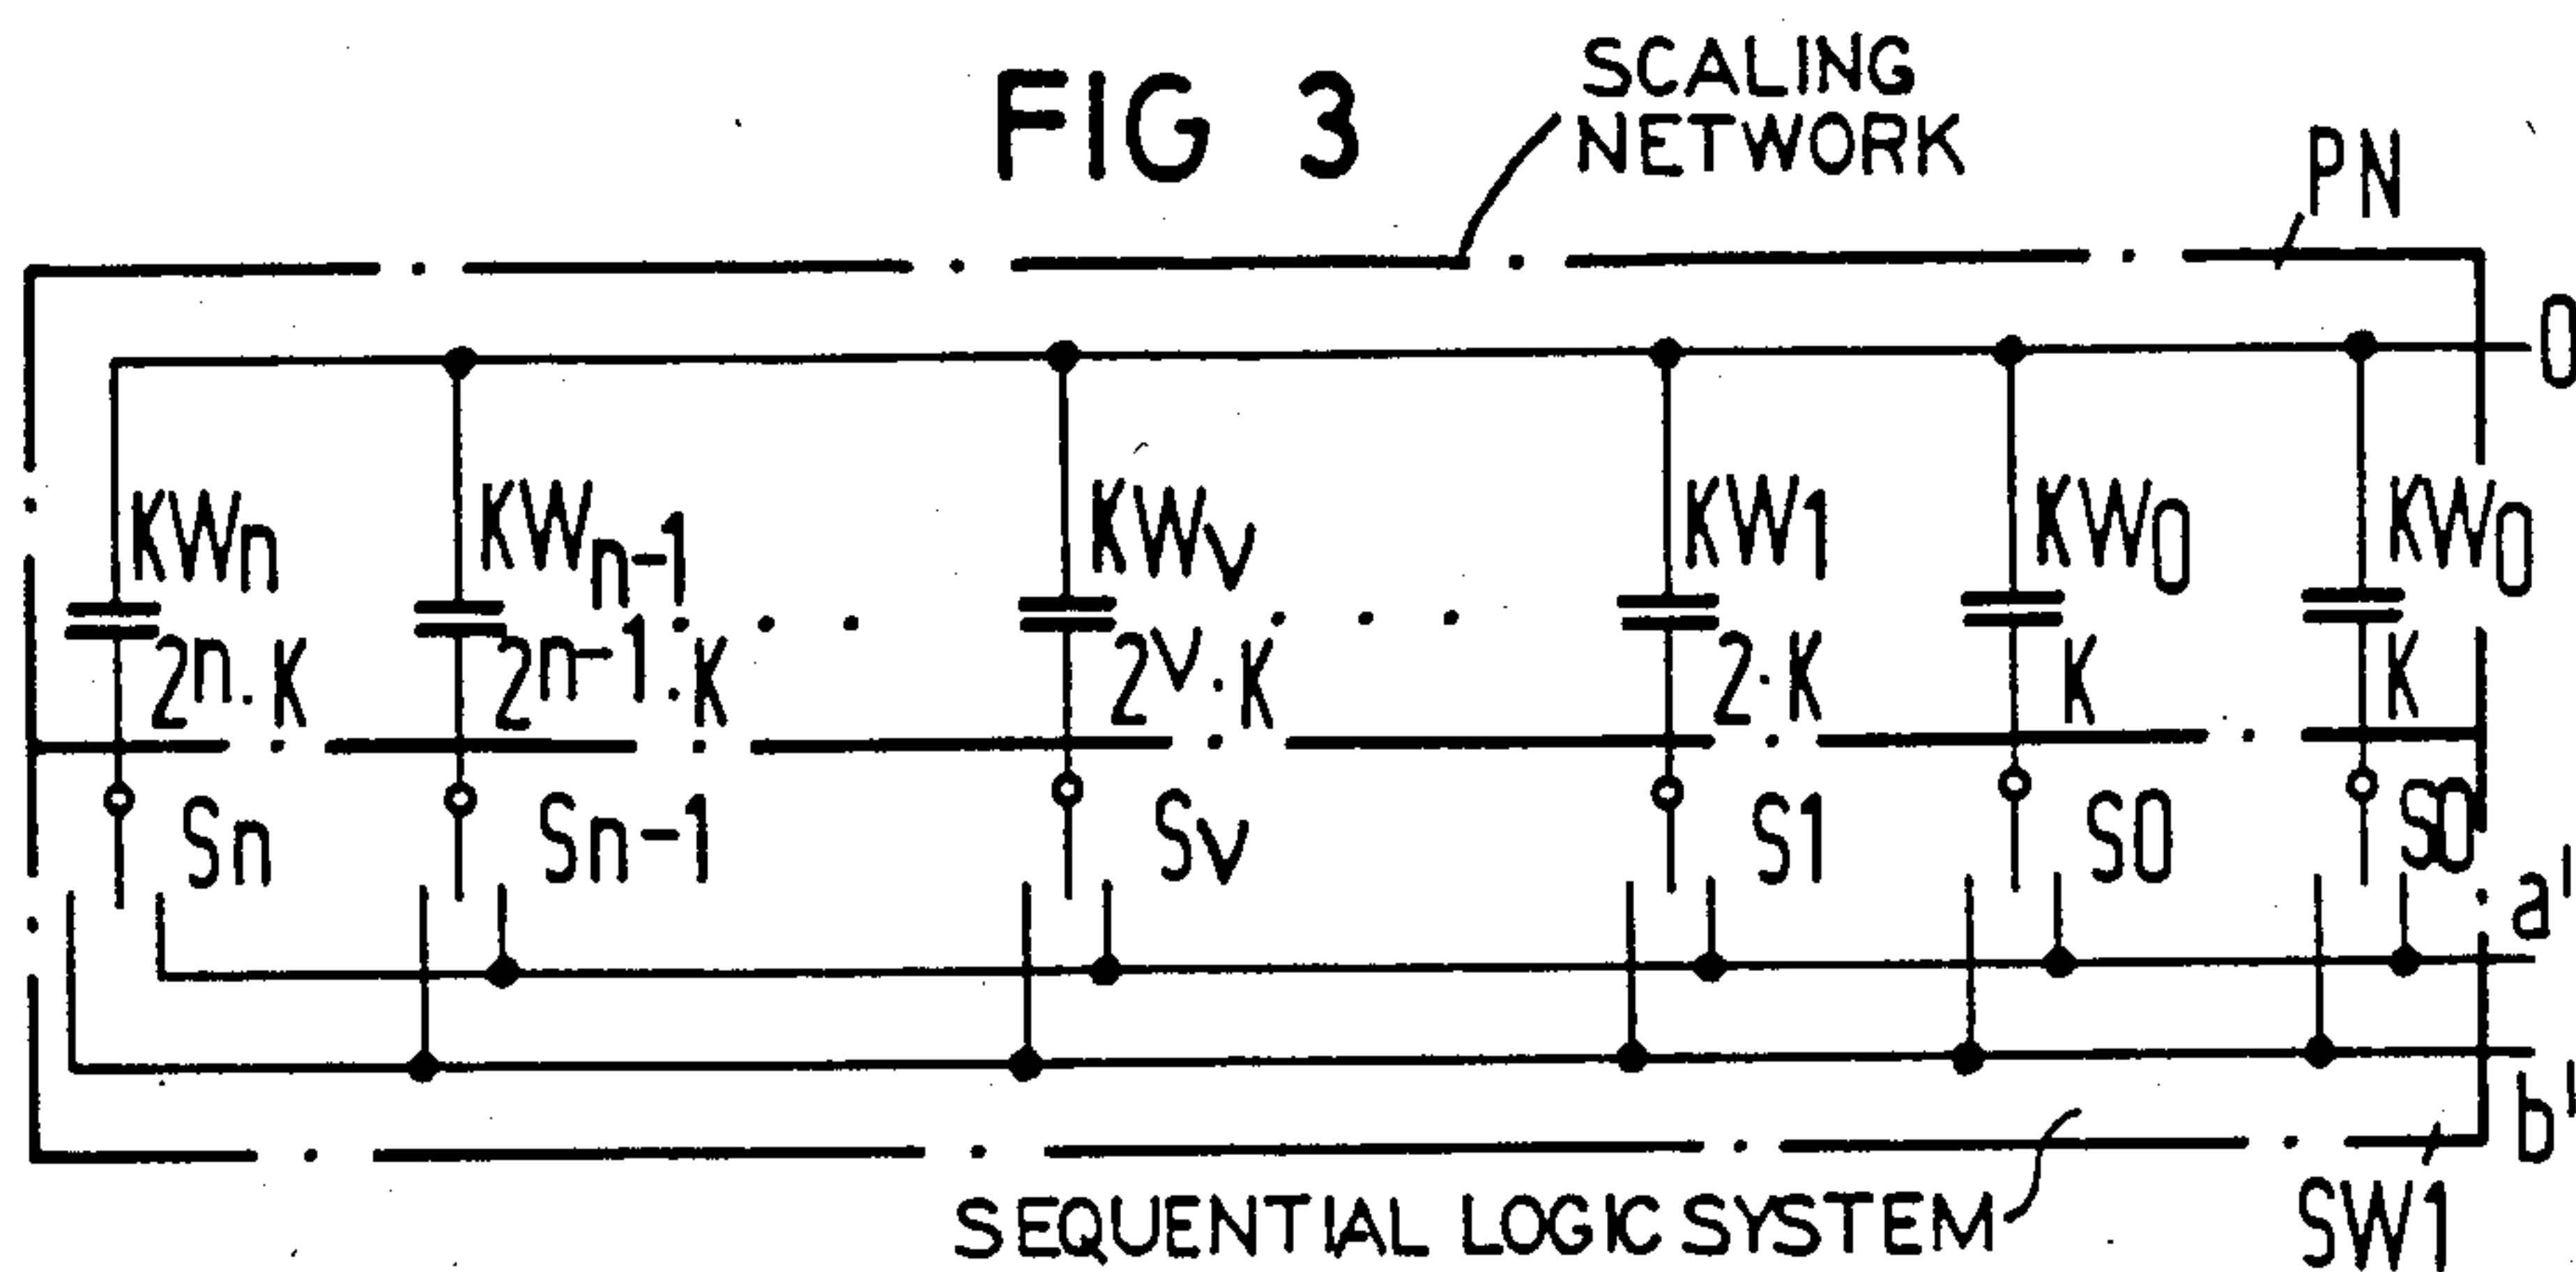 FIG 3
SCALING
NETWORK
PN
0
KWn KWn-1 KWv KW1 KW0 KW0
2n.K 2n-1.K 2v.K 2.K K K
Sn Sn-1 Sv S1 S0 S0
a'
b'
SEQUENTIAL LOGIC SYSTEM
SW1